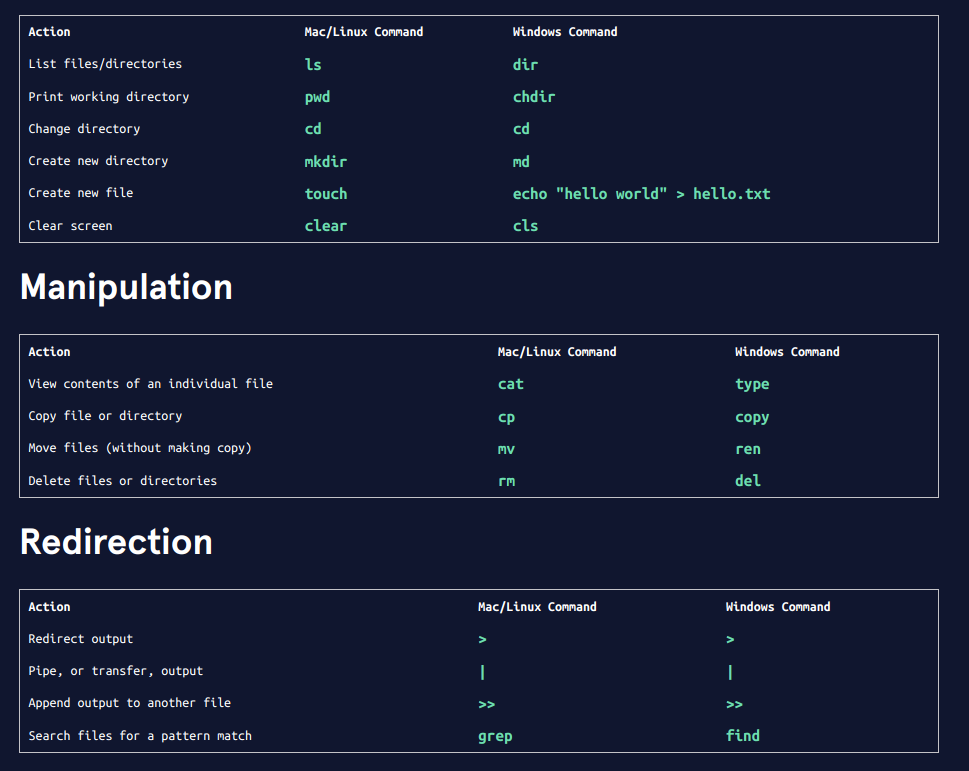 Action Mac/Linux Command Windows Command
List files/directories ls dir
Print working directory pwd chdir
Change directory cd cd
Create new directory mkdir md
Create new file touch echo "hello world" > hello.txt
Clear screen clear cls
Manipulation
Action Mac/Linux Command Windows Command
View contents of an individual file cat type
Copy file or directory cp copy
Move files (without making copy) mv ren
Delete files or directories rm del
Redirection
Action Mac/Linux Command Windows Command
Redirect output > >
Pipe, or transfer, output | |
Append output to another file >> >>
Search files for a pattern match grep find